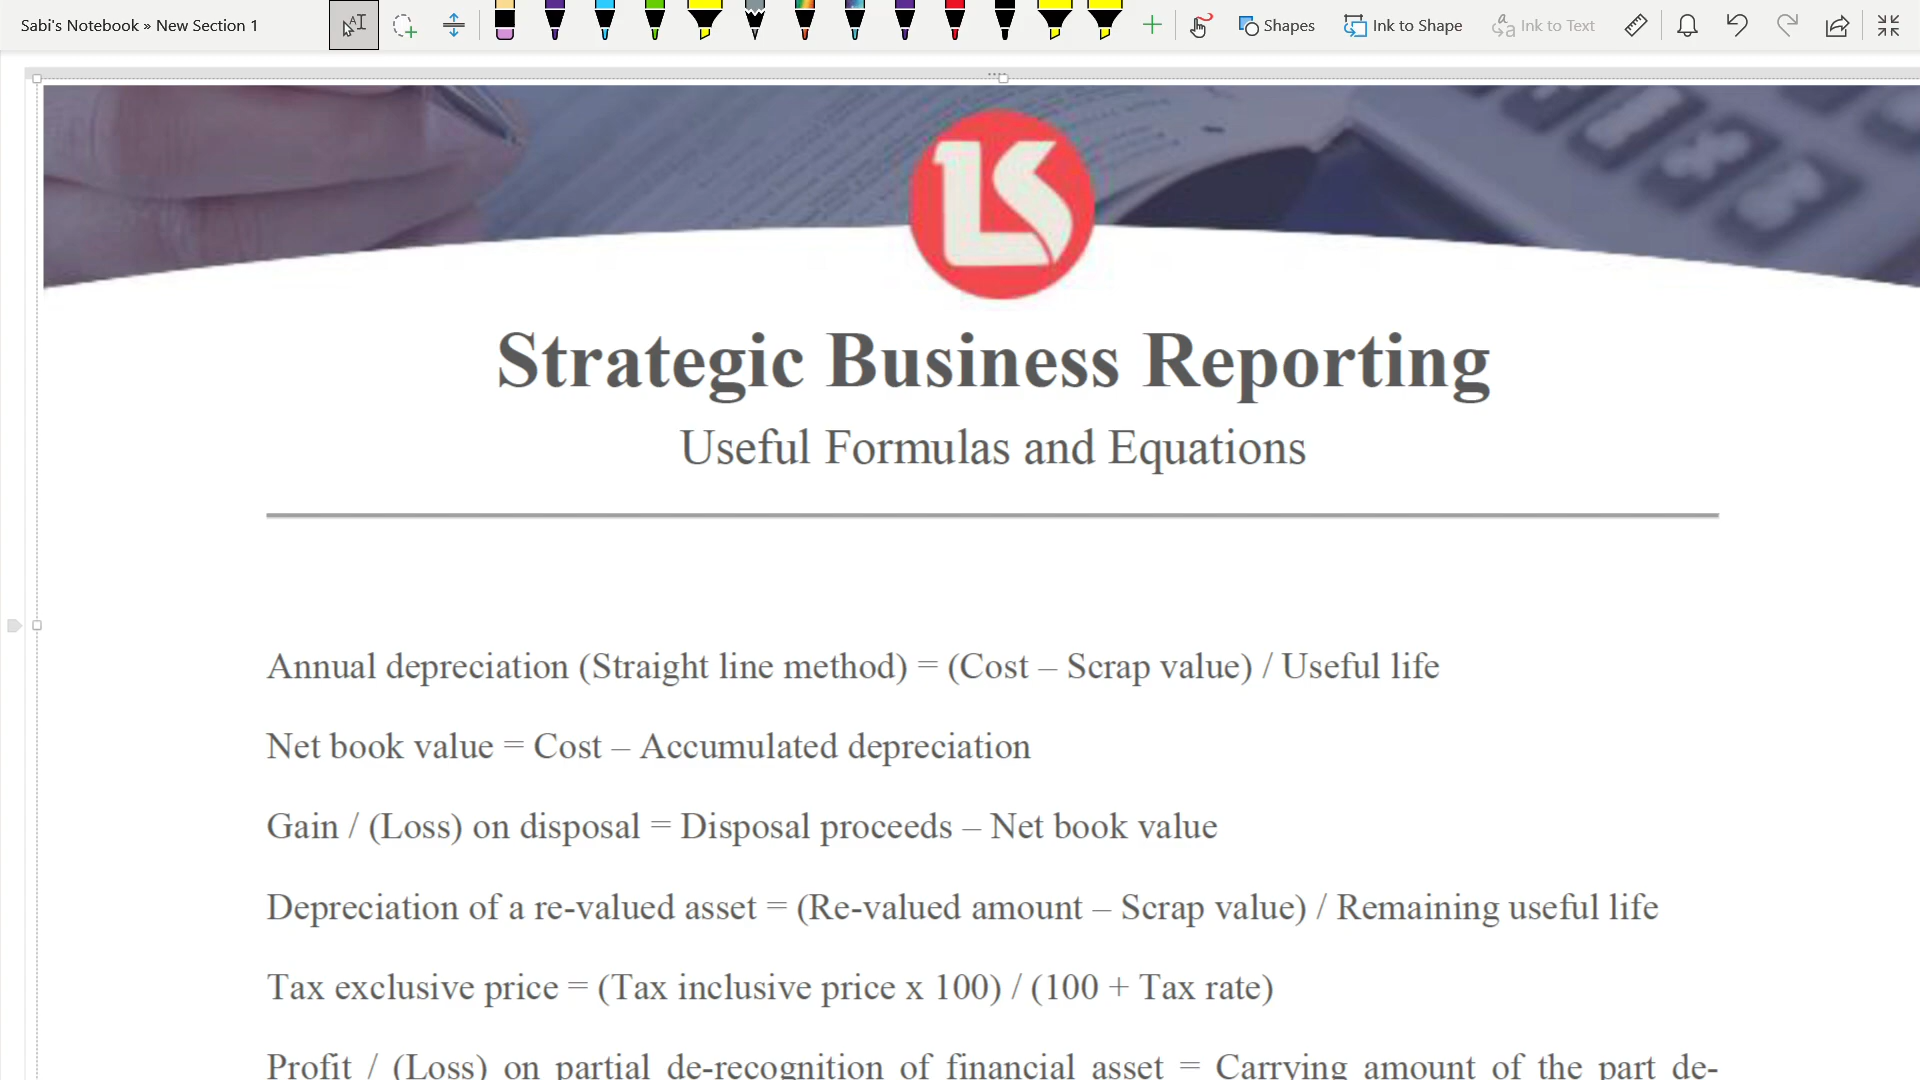 Sabi's Notebook » New Section 1
Shapes
Ink to Shape
Ink to Text
LS
Strategic Business Reporting
Useful Formulas and Equations
Annual depreciation (Straight line method) = (Cost – Scrap value) / Useful life
Net book value = Cost – Accumulated depreciation
Gain / (Loss) on disposal = Disposal proceeds – Net book value
Depreciation of a re-valued asset = (Re-valued amount – Scrap value) / Remaining useful life
Tax exclusive price = (Tax inclusive price x 100) / (100 + Tax rate)
Profit / (Loss) on partial de-recognition of financial asset = Carrying amount of the part de-